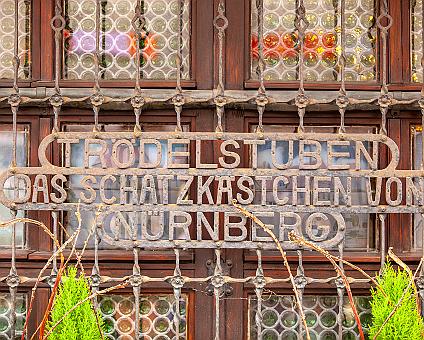 TRÖDELSTUBEN
DAS SCHATZKÄSTCHEN VON
NÜRNBERG